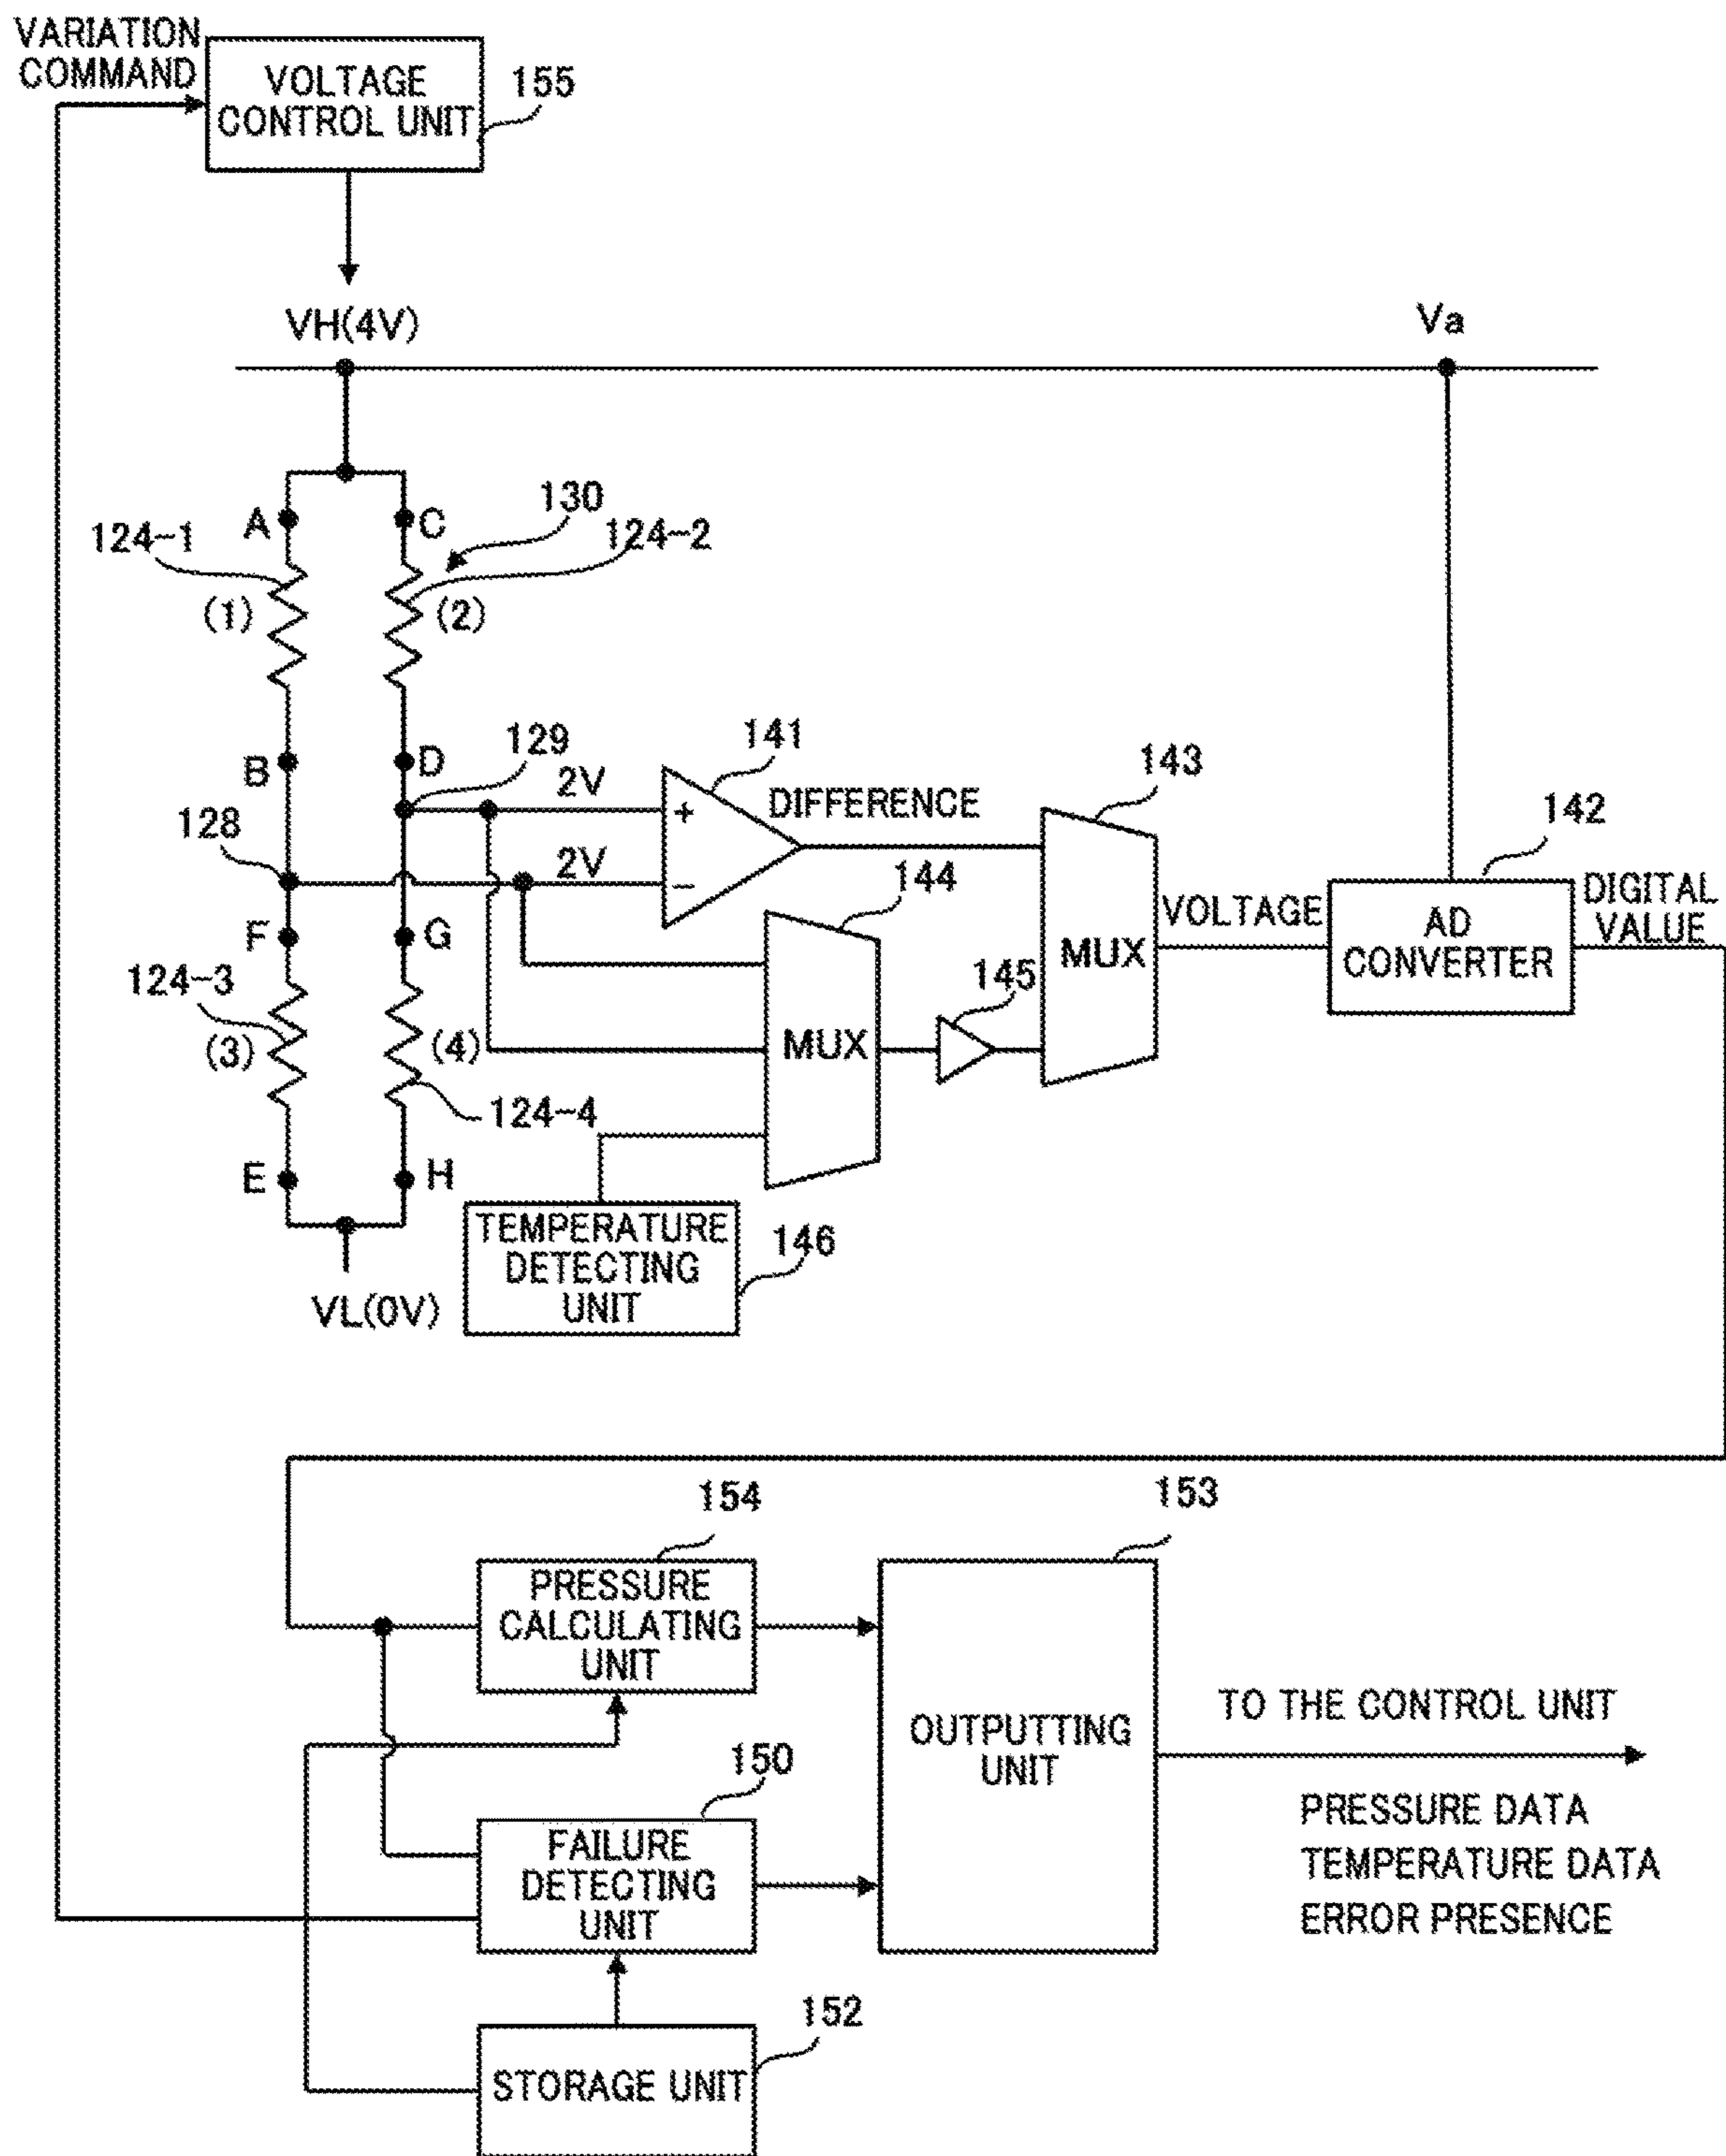 VARIATION
COMMAND
VOLTAGE
CONTROL UNIT
155
VH(4V)
Va
A
C
130
124-1
124-2
(1)
(2)
B
D
129
2V
141
DIFFERENCE
143
128
2V
144
142
VOLTAGE
AD
CONVERTER
DIGITAL
VALUE
F
G
124-3
(3)
(4)
MUX
145
MUX
124-4
E
H
TEMPERATURE
DETECTING
UNIT
146
VL(0V)
154
153
PRESSURE
CALCULATING
UNIT
OUTPUTTING
UNIT
TO THE CONTROL UNIT
150
FAILURE
DETECTING
UNIT
PRESSURE DATA
TEMPERATURE DATA
ERROR PRESENCE
152
STORAGE UNIT
+
−